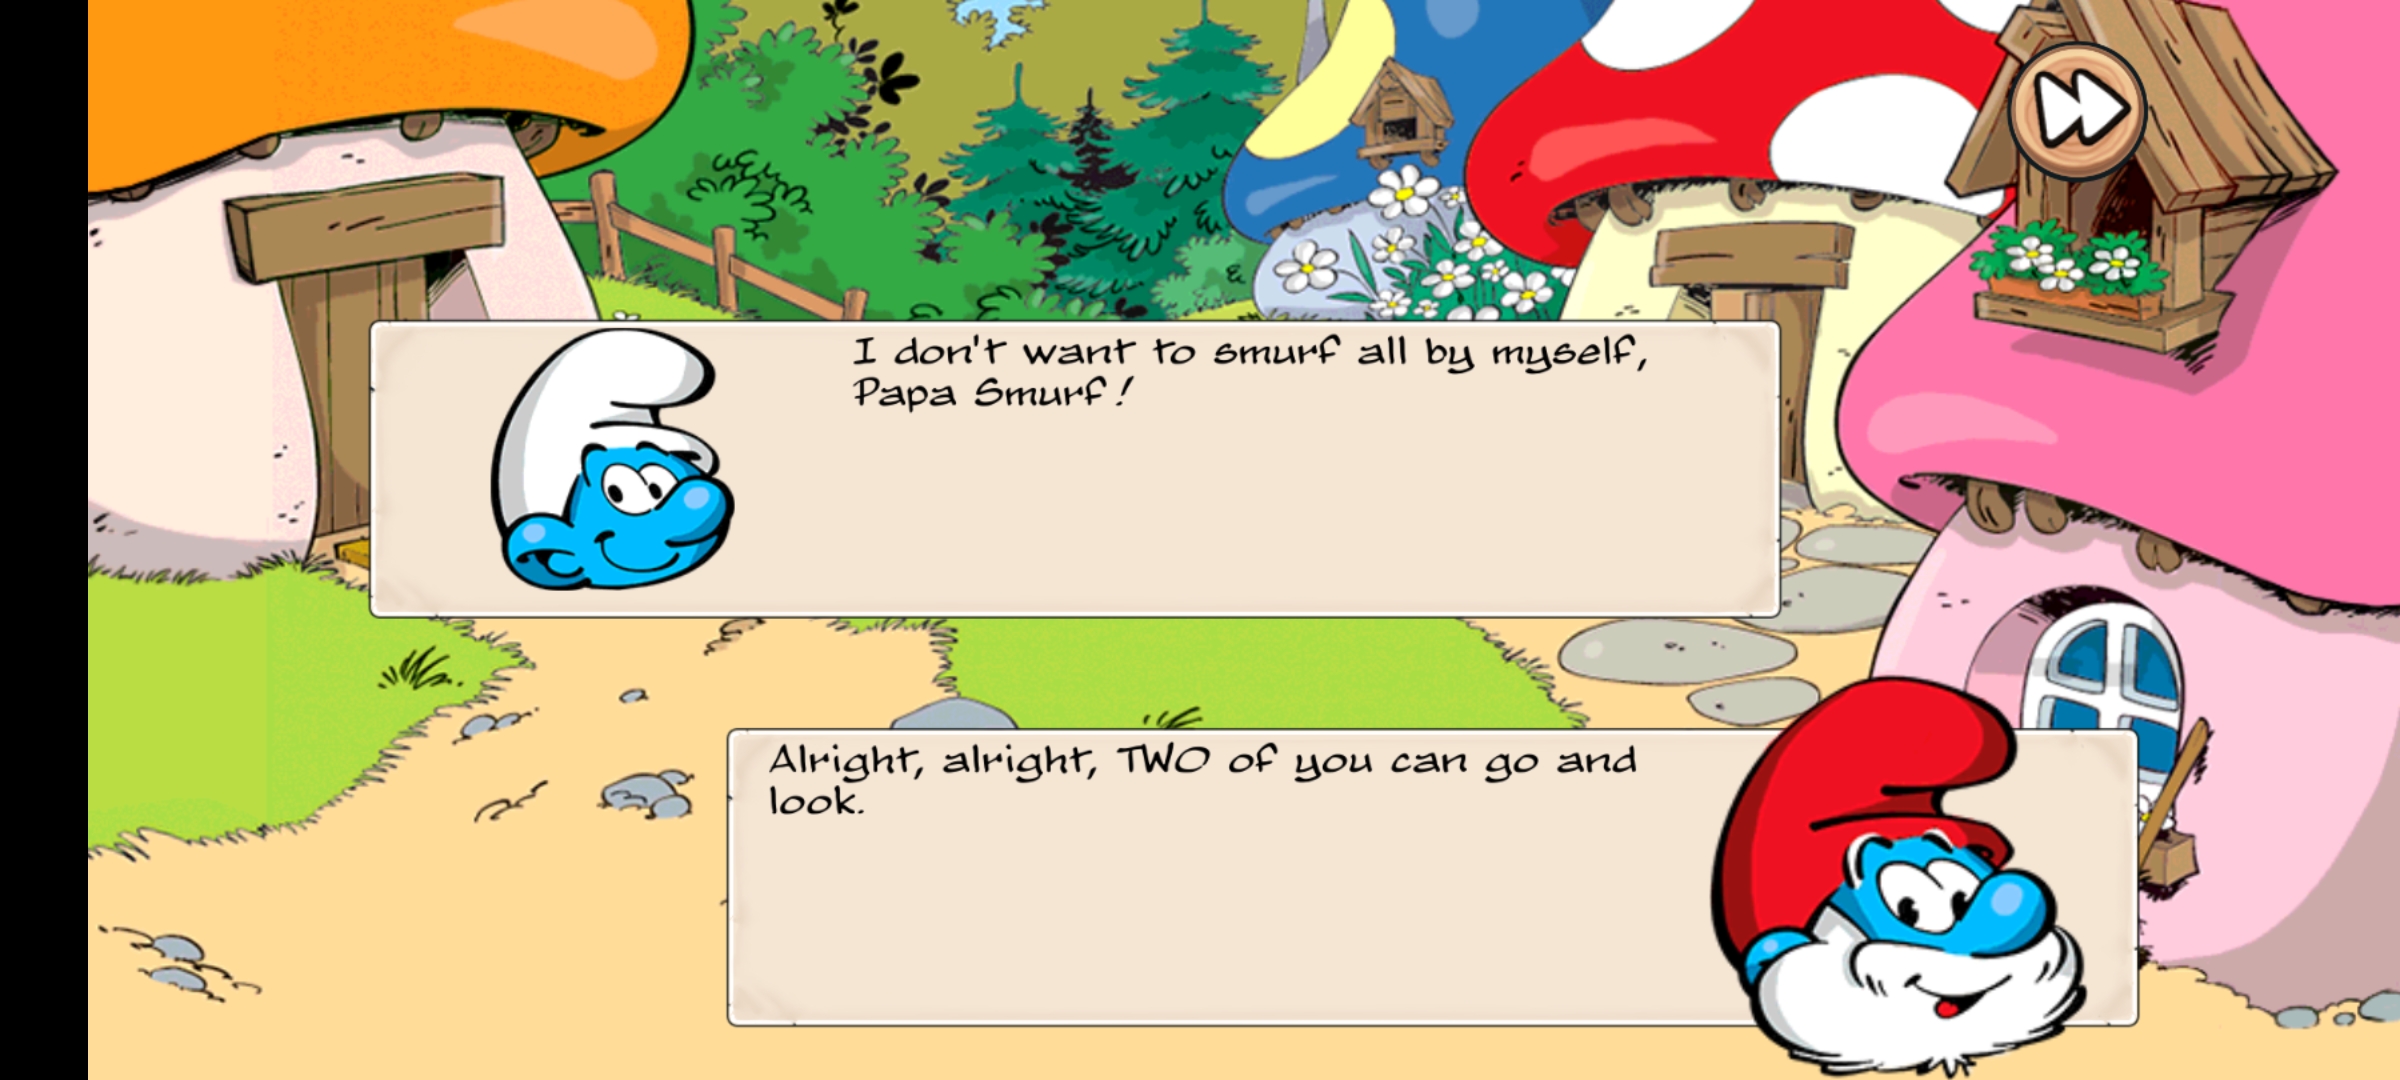 I don't want to smurf all by myself,
Papa Smurf!
Alright, alright, TWO of you can go and
look.